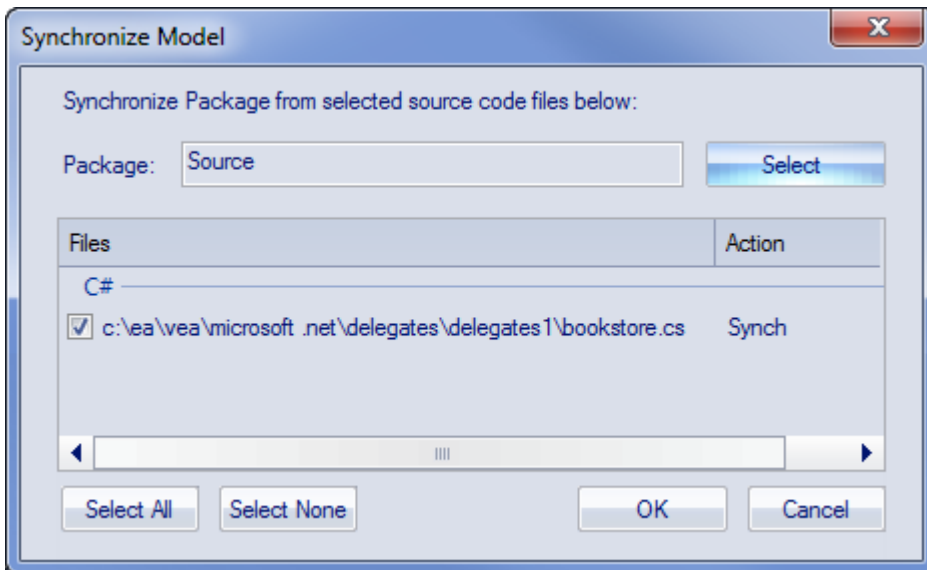 Synchronize Model
Synchronize Package from selected source code files below:
Package: Source Select
Files Action
C#
c:\ea\vea\microsoft .net\delegates\delegates1\bookstore.cs Synch
Select All Select None OK Cancel